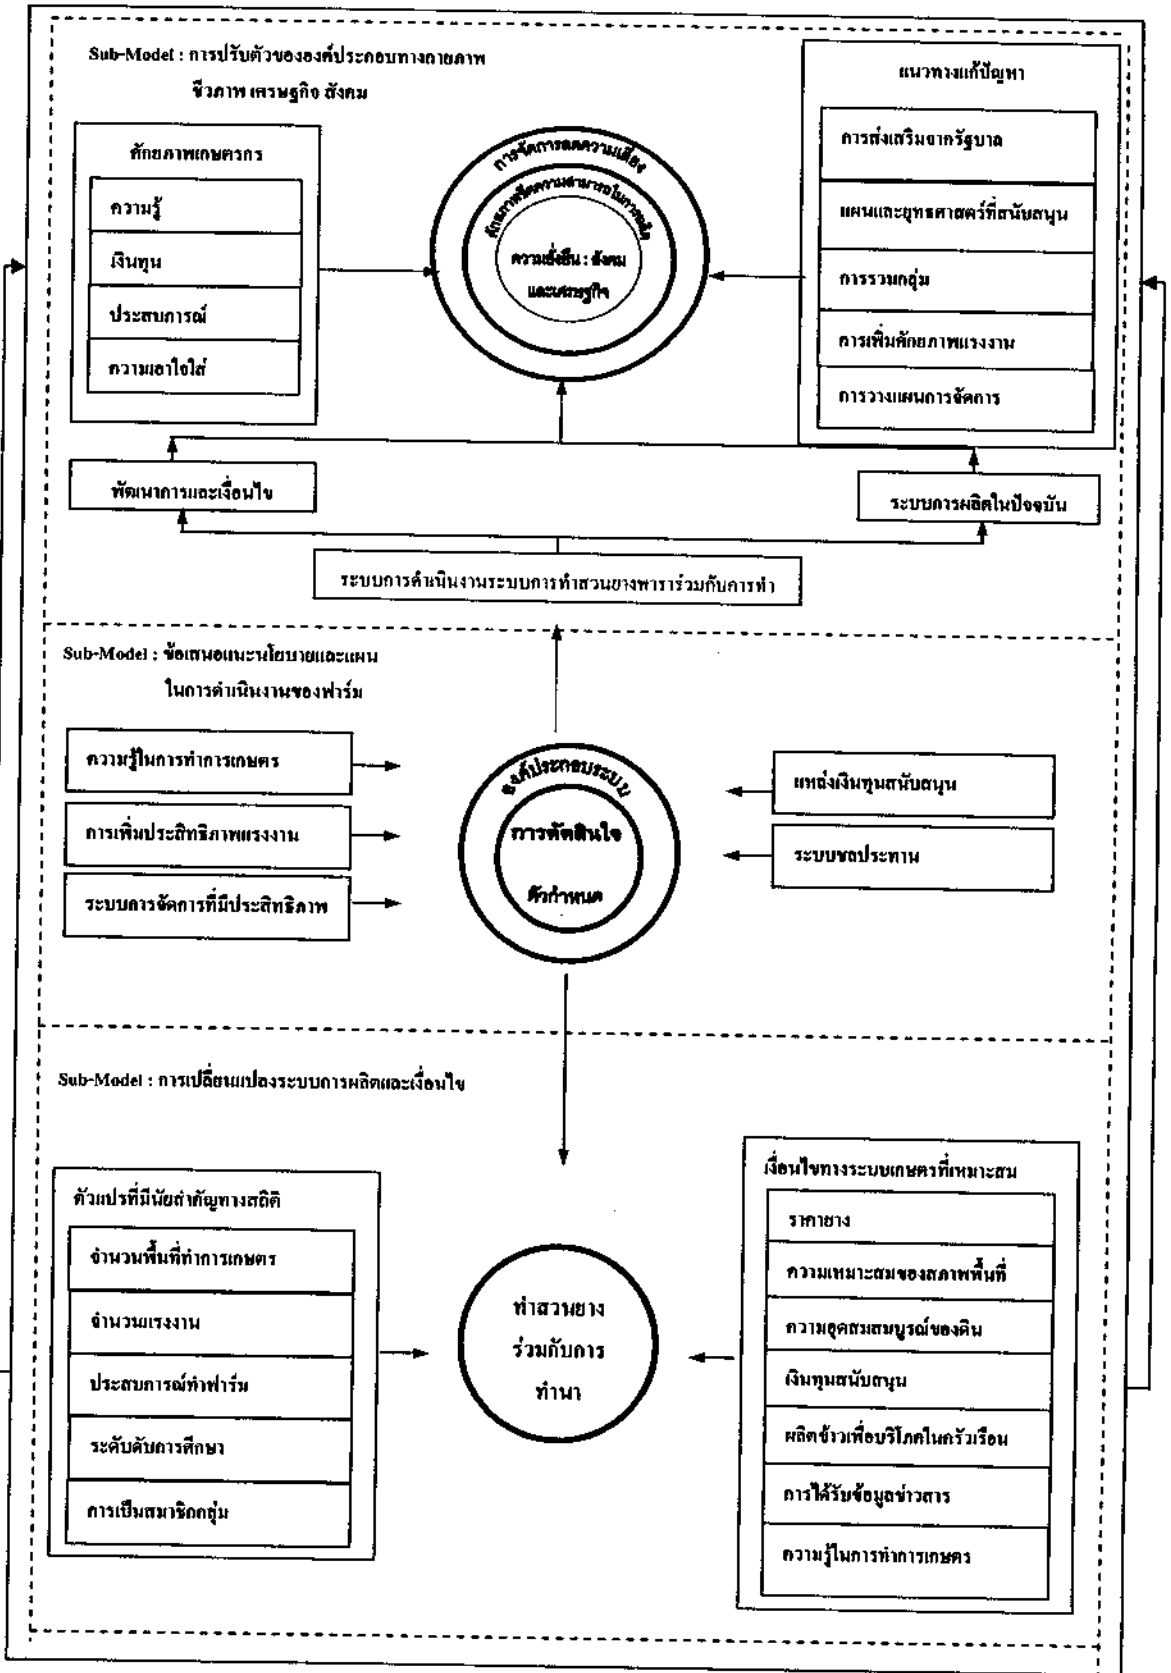 Sub-Model : การปรับตัวขององค์ประกอบทางกายภาพ
ชีวภาพ เศรษฐกิจ สังคม
ศักยภาพเกษตรกร
ความรู้
เงินทุน
ประสบการณ์
ความเอาใจใส่
การจัดการลดความเสี่ยง
ศักยภาพขีดความสามารถในการผลิต
ความยั่งยืน : สังคม
และเศรษฐกิจ
แนวทางแก้ปัญหา
การส่งเสริมจากรัฐบาล
แผนและยุทธศาสตร์ที่สนับสนุน
การรวมกลุ่ม
การเพิ่มศักยภาพแรงงาน
การวางแผนการจัดการ
พัฒนาการและเงื่อนไข
ระบบการผลิตในปัจจุบัน
ระบบการดำเนินงานระบบการทำสวนยางพาราร่วมกับการทำ
Sub-Model : ข้อเสนอแนะนโยบายและแผน
ในการดำเนินงานของฟาร์ม
ความรู้ในการทำการเกษตร
การเพิ่มประสิทธิภาพแรงงาน
ระบบการจัดการที่มีประสิทธิภาพ
องค์ประกอบระบบ
การตัดสินใจ
ตัวกำหนด
แหล่งเงินทุนสนับสนุน
ระบบชลประทาน
Sub-Model : การเปลี่ยนแปลงระบบการผลิตและเงื่อนไข
ตัวแปรที่มีนัยสำคัญทางสถิติ
จำนวนพื้นที่ทำการเกษตร
จำนวนแรงงาน
ประสบการณ์ทำฟาร์ม
ระดับดับการศึกษา
การเป็นสมาชิกกลุ่ม
ทำสวนยาง
ร่วมกับการ
ทำนา
เงื่อนไขทางระบบเกษตรที่เหมาะสม
ราคายาง
ความเหมาะสมของสภาพพื้นที่
ความอุดมสมบูรณ์ของดิน
เงินทุนสนับสนุน
ผลิตข้าวเพื่อบริโภคในครัวเรือน
การได้รับข้อมูลข่าวสาร
ความรู้ในการทำการเกษตร